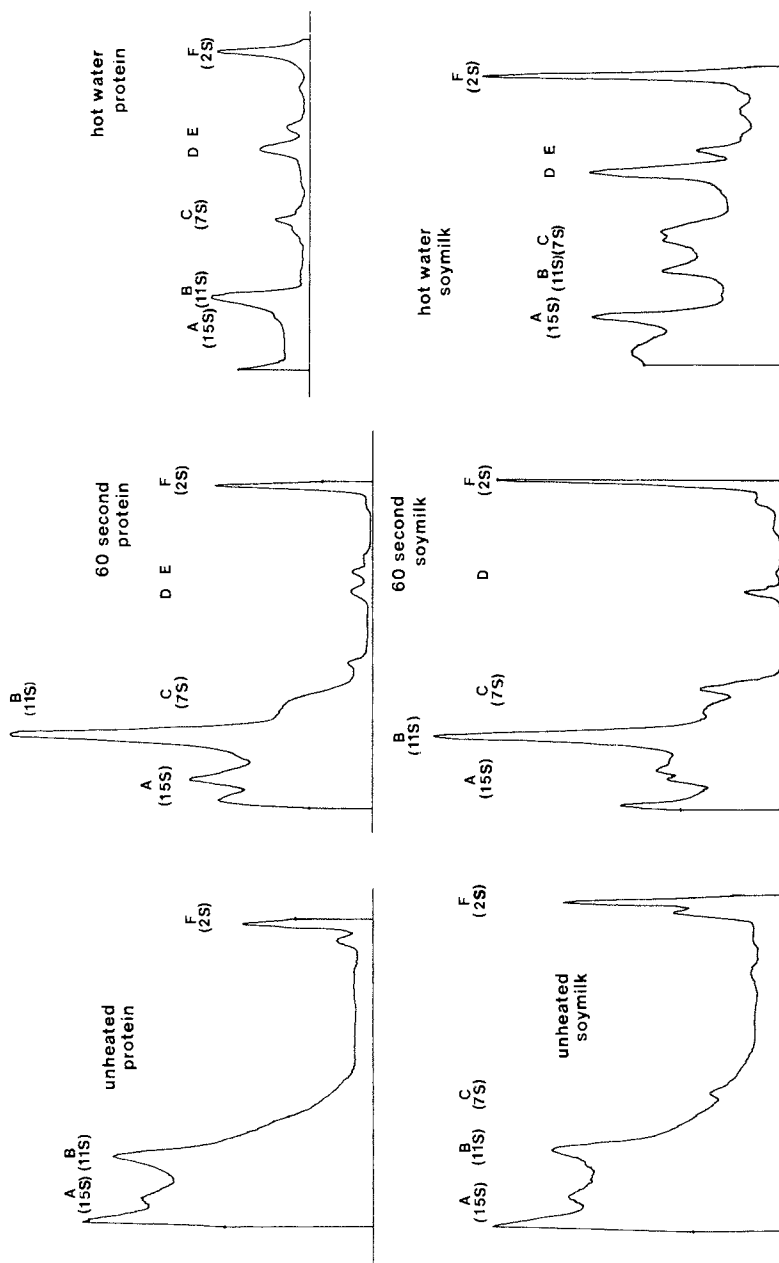 unheated
protein
A B
(15S) (11S)
F
(2S)
60 second
protein
B
(11S)
A
(15S)
C
(7S)
D E
F
(2S)
hot water
protein
A
(15S)
B
(11S)
C
(7S)
D E
F
(2S)
unheated
soymilk
A
(15S)
B
(11S)
C
(7S)
F
(2S)
60 second
soymilk
A
(15S)
B
(11S)
C
(7S)
D
F
(2S)
hot water
soymilk
A
(15S)
B C
(11S)(7S)
D E
F
(2S)